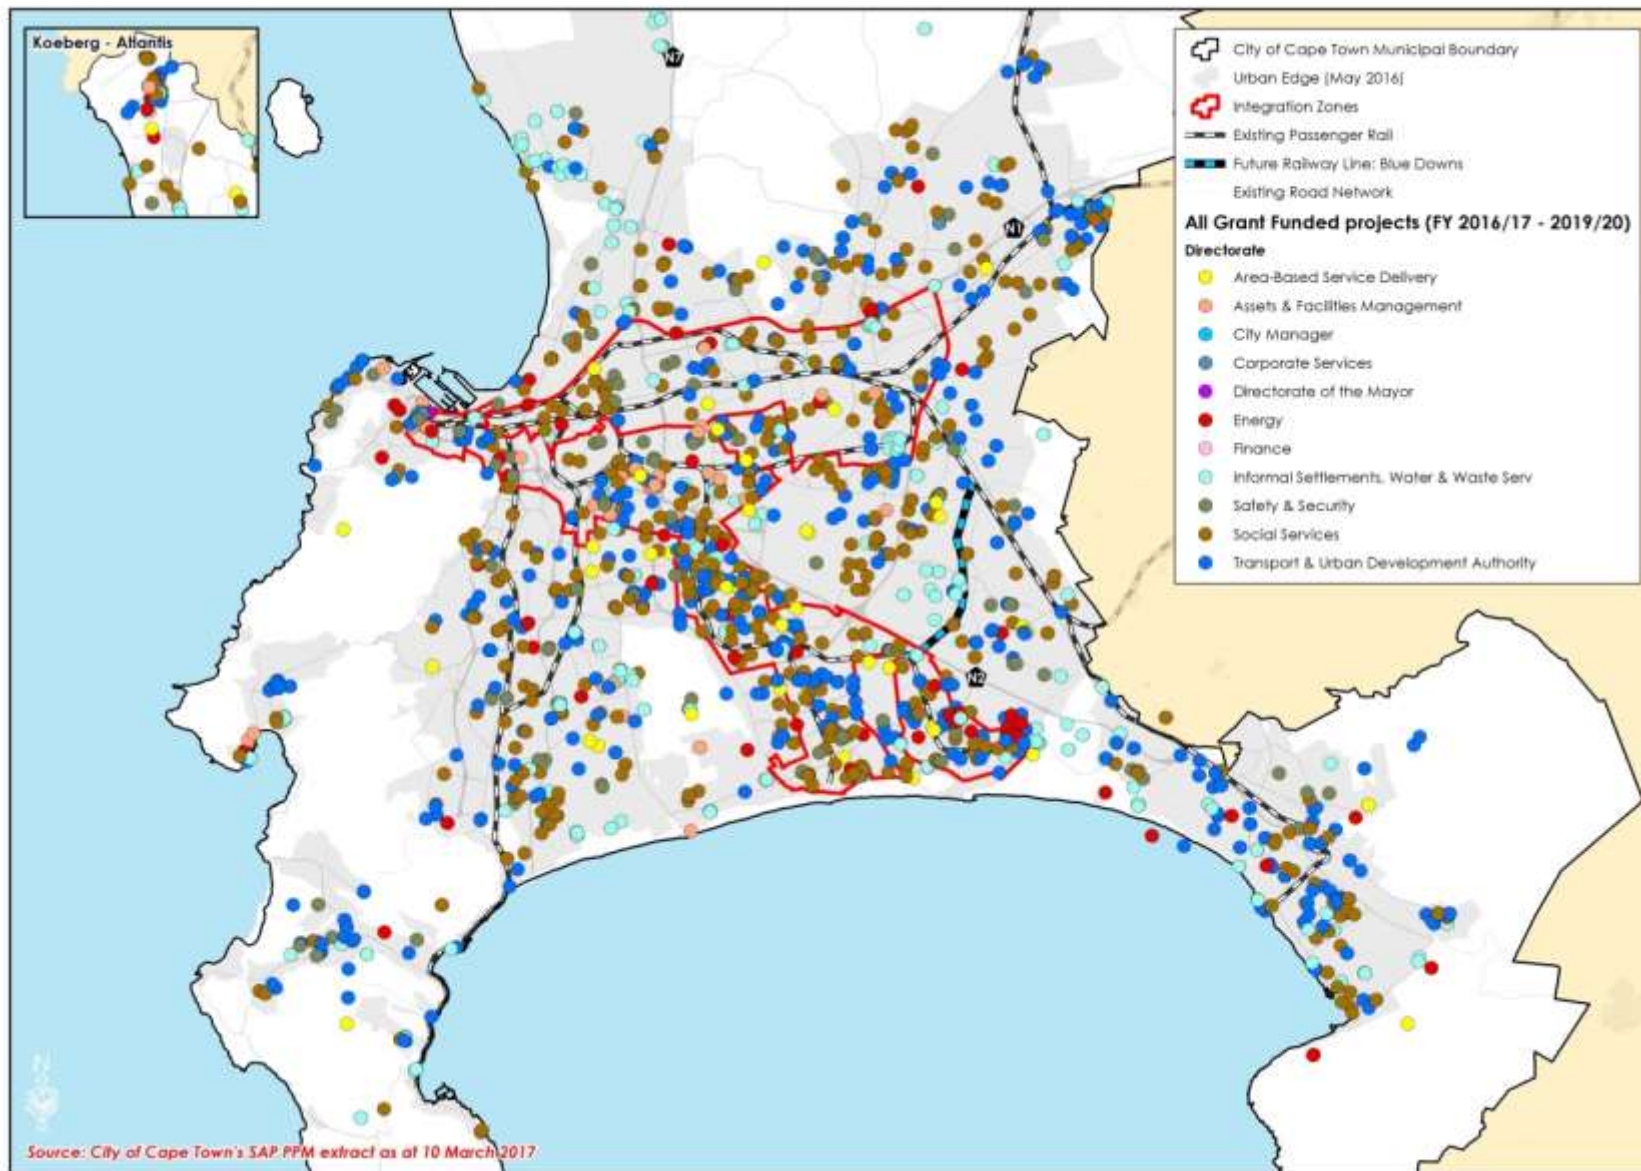 Koeberg - Atlantis
N7
N1
N2
City of Cape Town Municipal Boundary
Urban Edge (May 2016)
Integration Zones
Existing Passenger Rail
Future Railway Line: Blue Downs
Existing Road Network
All Grant Funded projects (FY 2016/17 - 2019/20)
Directorate
Area-Based Service Delivery
Assets & Facilities Management
City Manager
Corporate Services
Directorate of the Mayor
Energy
Finance
Informal Settlements, Water & Waste Serv
Safety & Security
Social Services
Transport & Urban Development Authority
Source: City of Cape Town's SAP PPM extract as at 10 March 2017